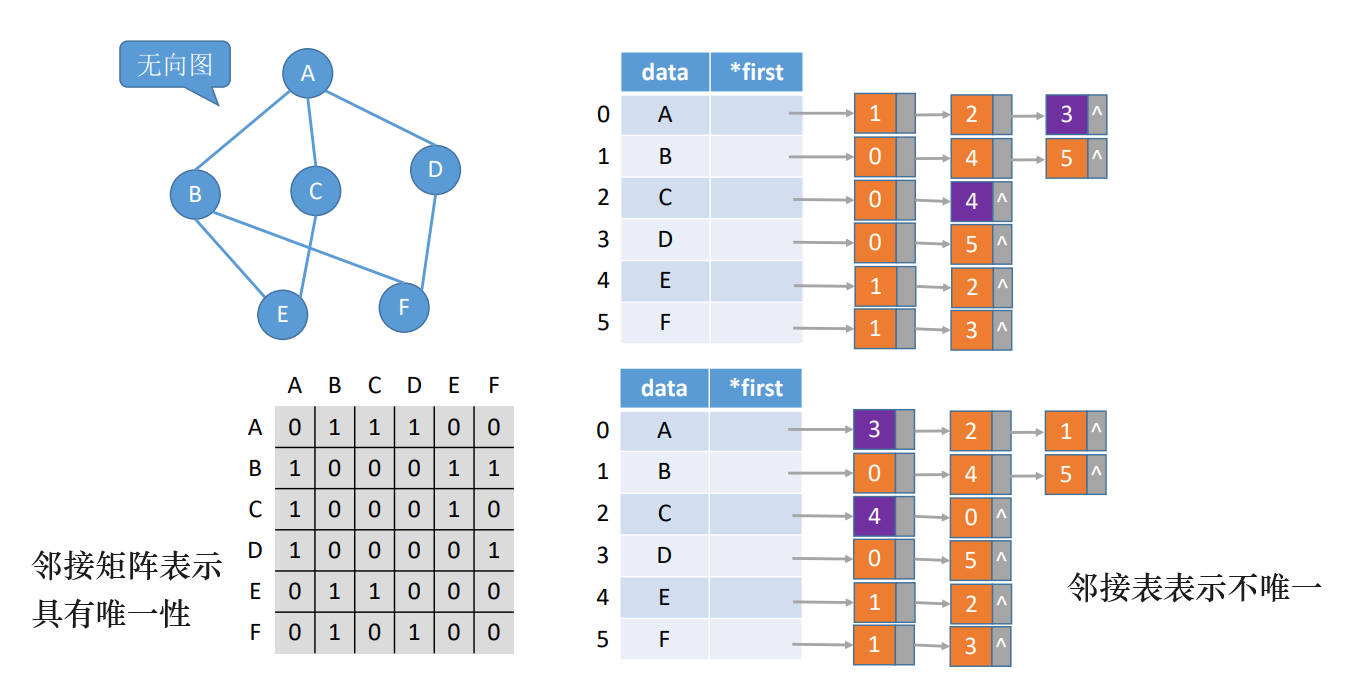 无向图
A
B
C
D
E
F
data *first
0 A 1 2 3 ^
1 B 0 4 5 ^
2 C 0 4 ^
3 D 0 5 ^
4 E 1 2 ^
5 F 1 3 ^
A B C D E F
A 0 1 1 1 0 0
B 1 0 0 0 1 1
C 1 0 0 0 1 0
D 1 0 0 0 0 1
E 0 1 1 0 0 0
F 0 1 0 1 0 0
邻接矩阵表示
具有唯一性
data *first
0 A 3 2 1 ^
1 B 0 4 5 ^
2 C 4 0 ^
3 D 0 5 ^
4 E 1 2 ^
5 F 1 3 ^
邻接表表示不唯一